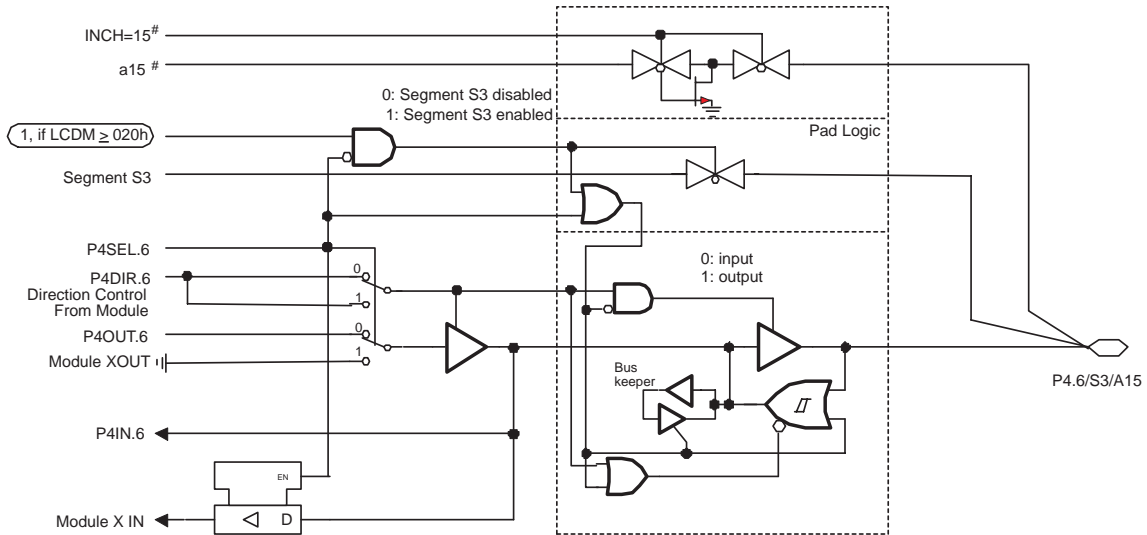 INCH=15#
a15 #
0: Segment S3 disabled
1: Segment S3 enabled
Pad Logic
1, if LCDM ≥ 020h
Segment S3
P4SEL.6
0: input
1: output
P4DIR.6
0
Direction Control
From Module
1
P4OUT.6
0
Module XOUT
1
Bus
keeper
P4.6/S3/A15
P4IN.6
EN
Module X IN
D